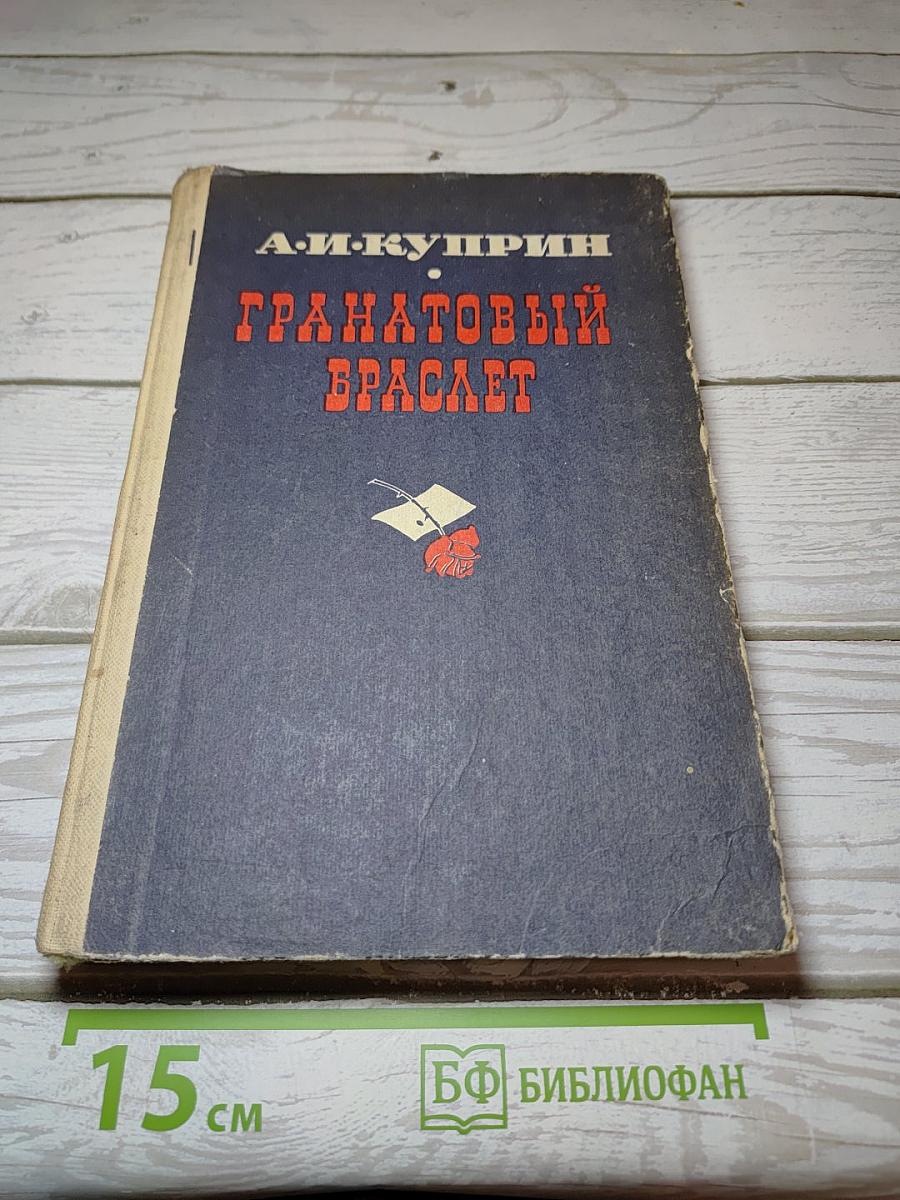 А·И·КУПРИН
ГРАНАТОВЫЙ
БРАСЛЕТ
15 см
БФ БИБЛИОФАН